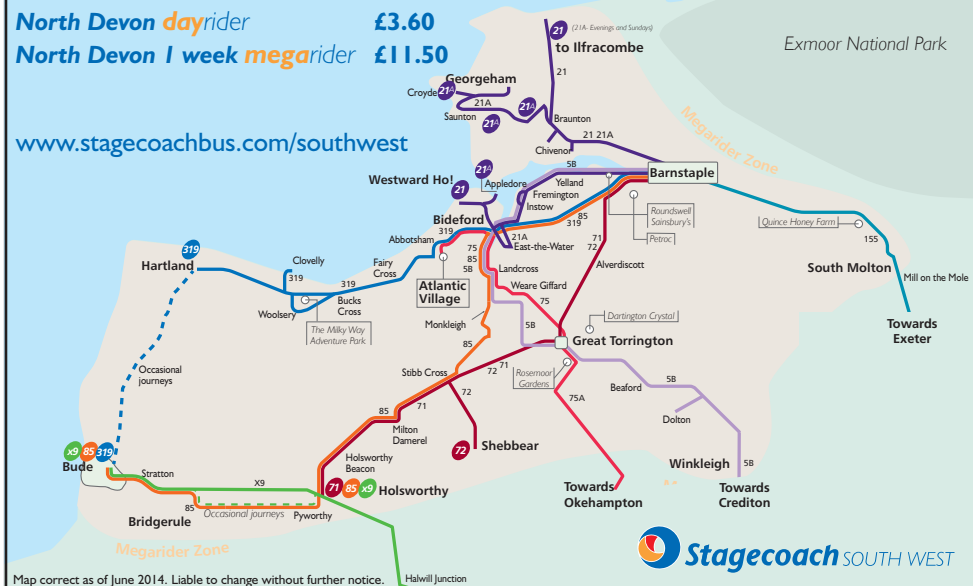 North Devon dayrider £3.60
North Devon 1 week megarider £11.50
www.stagecoachbus.com/southwest
21
(21A- Evenings and Sundays)
to Ilfracombe
21
Exmoor National Park
Georgeham
Croyde
21A
21A
Saunton
21A
21A
Braunton
Chivenor
21 21A
Megarider Zone
5B
Barnstaple
Westward Ho!
21
21A
Appledore
Yelland
Fremington
Instow
Roundswell
Sainsbury's
Petroc
Quince Honey Farm
155
Bideford
319
85
319
21A
East-the-Water
71
72
Alverdiscott
South Molton
Mill on the Mole
Towards
Exeter
Abbotsham
75
85
5B
Landcross
Weare Giffard
75
Atlantic
Village
319
Hartland
Clovelly
319
319
Fairy
Cross
Bucks
Cross
Woolsery
The Milky Way
Adventure Park
Monkleigh
5B
Dartington Crystal
Great Torrington
85
Stibb Cross
72
71
Rosemoor
Gardens
Occasional
journeys
72
75A
Beaford
5B
Dolton
85
71
Milton
Damerel
72
Shebbear
x9
85
319
Bude
Stratton
Holsworthy
Beacon
71
85
x9
Holsworthy
X9
85
Occasional journeys
Pyworthy
Bridgerule
Towards
Okehampton
Winkleigh
5B
Towards
Crediton
Megarider Zone
Stagecoach SOUTH WEST
Map correct as of June 2014. Liable to change without further notice.
Halwill Junction